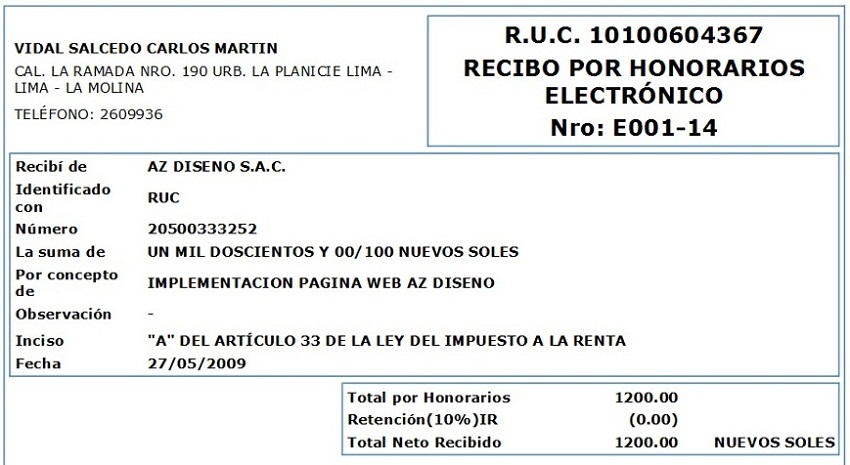 VIDAL SALCEDO CARLOS MARTIN
CAL. LA RAMADA NRO. 190 URB. LA PLANICIE LIMA -
LIMA - LA MOLINA
TELÉFONO: 2609936
R.U.C. 10100604367
RECIBO POR HONORARIOS
ELECTRÓNICO
Nro: E001-14
Recibí de AZ DISENO S.A.C.
Identificado
con RUC
Número 20500333252
La suma de UN MIL DOSCIENTOS Y 00/100 NUEVOS SOLES
Por concepto
de IMPLEMENTACION PAGINA WEB AZ DISENO
Observación -
Inciso "A" DEL ARTÍCULO 33 DE LA LEY DEL IMPUESTO A LA RENTA
Fecha 27/05/2009
Total por Honorarios 1200.00
Retención(10%)IR (0.00)
Total Neto Recibido 1200.00 NUEVOS SOLES